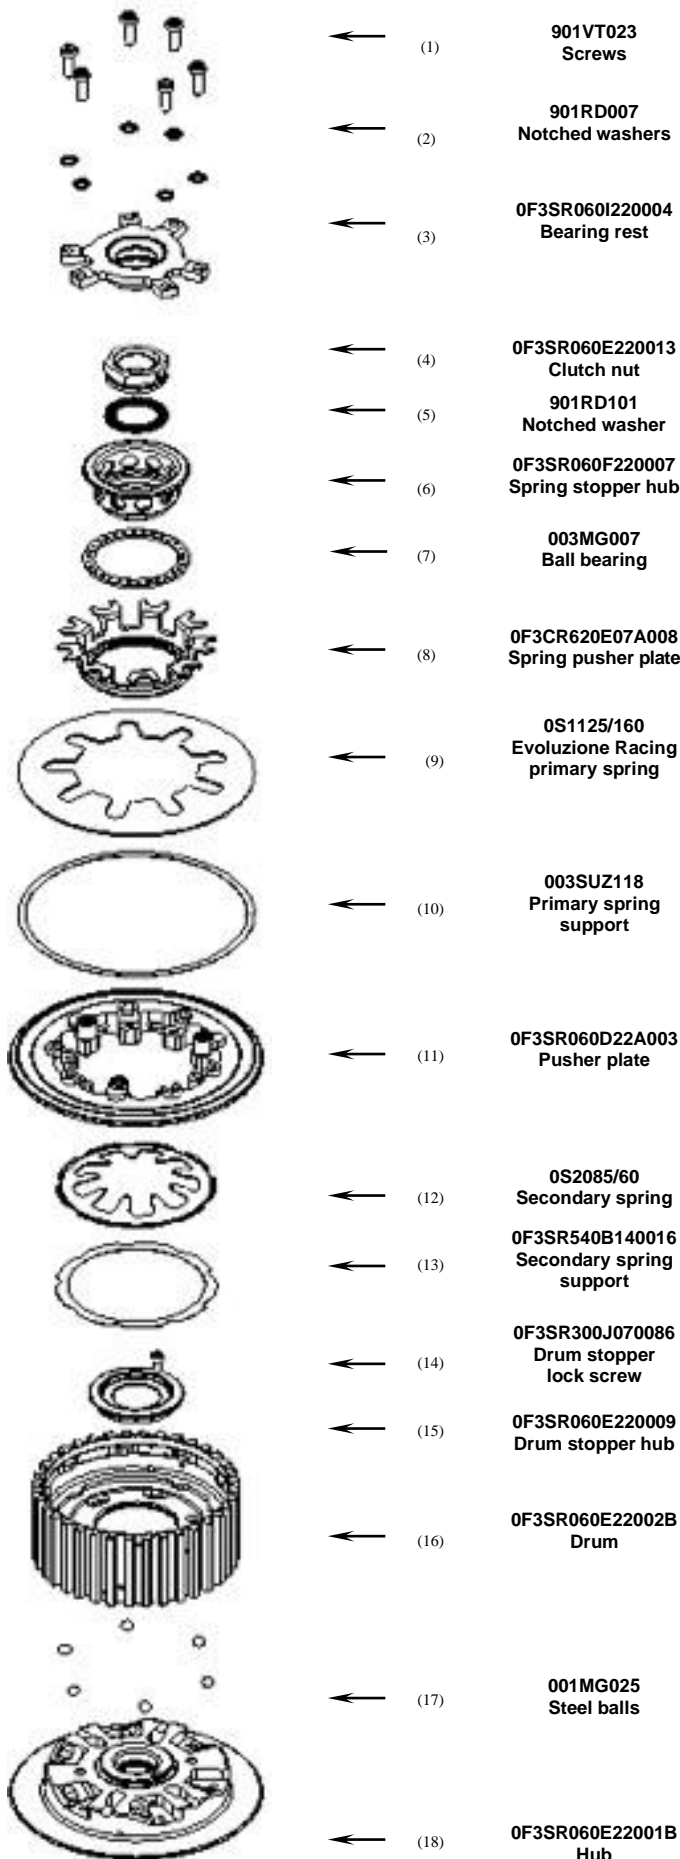 (1) 901VT023
Screws
(2) 901RD007
Notched washers
(3) 0F3SR060I220004
Bearing rest
(4) 0F3SR060E220013
Clutch nut
(5) 901RD101
Notched washer
(6) 0F3SR060F220007
Spring stopper hub
(7) 003MG007
Ball bearing
(8) 0F3CR620E07A008
Spring pusher plate
(9) 0S1125/160
Evoluzione Racing
primary spring
(10) 003SUZ118
Primary spring
support
(11) 0F3SR060D22A003
Pusher plate
(12) 0S2085/60
Secondary spring
(13) 0F3SR540B140016
Secondary spring
support
(14) 0F3SR300J070086
Drum stopper
lock screw
(15) 0F3SR060E220009
Drum stopper hub
(16) 0F3SR060E22002B
Drum
(17) 001MG025
Steel balls
(18) 0F3SR060E22001B
Hub